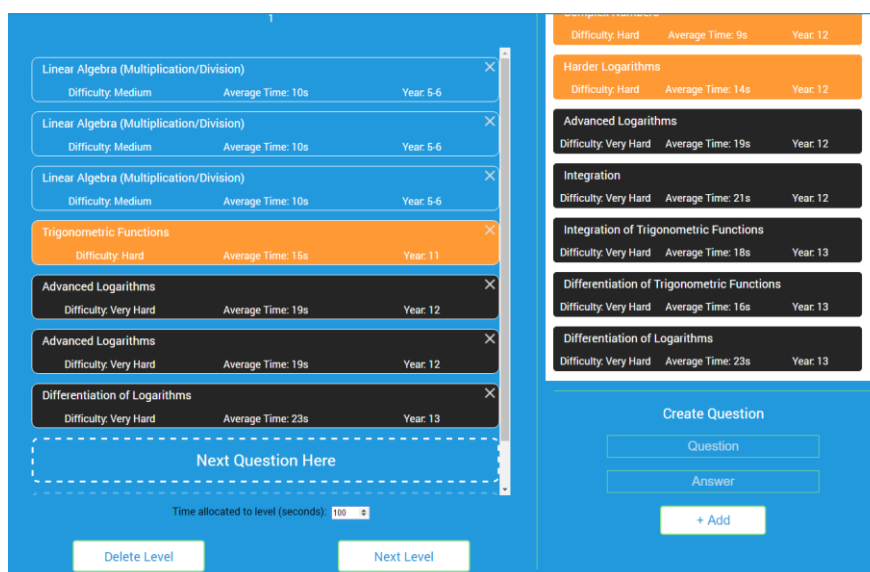 1
Linear Algebra (Multiplication/Division)
Difficulty: Medium Average Time: 10s Year: 5-6
Linear Algebra (Multiplication/Division)
Difficulty: Medium Average Time: 10s Year: 5-6
Linear Algebra (Multiplication/Division)
Difficulty: Medium Average Time: 10s Year: 5-6
Trigonometric Functions
Difficulty: Hard Average Time: 15s Year: 11
Advanced Logarithms
Difficulty: Very Hard Average Time: 19s Year: 12
Advanced Logarithms
Difficulty: Very Hard Average Time: 19s Year: 12
Differentiation of Logarithms
Difficulty: Very Hard Average Time: 23s Year: 13
Next Question Here
Time allocated to level (seconds): 100
Delete Level
Next Level
Complex Numbers
Difficulty: Hard Average Time: 9s Year: 12
Harder Logarithms
Difficulty: Hard Average Time: 14s Year: 12
Advanced Logarithms
Difficulty: Very Hard Average Time: 19s Year: 12
Integration
Difficulty: Very Hard Average Time: 21s Year: 12
Integration of Trigonometric Functions
Difficulty: Very Hard Average Time: 18s Year: 13
Differentiation of Trigonometric Functions
Difficulty: Very Hard Average Time: 16s Year: 13
Differentiation of Logarithms
Difficulty: Very Hard Average Time: 23s Year: 13
Create Question
Question
Answer
+ Add